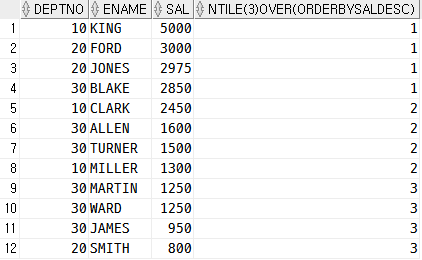 DEPTNO ENAME SAL NTILE(3)OVER(ORDERBYSALDESC)
1 10 KING 5000 1
2 20 FORD 3000 1
3 20 JONES 2975 1
4 30 BLAKE 2850 1
5 10 CLARK 2450 2
6 30 ALLEN 1600 2
7 30 TURNER 1500 2
8 10 MILLER 1300 2
9 30 MARTIN 1250 3
10 30 WARD 1250 3
11 30 JAMES 950 3
12 20 SMITH 800 3